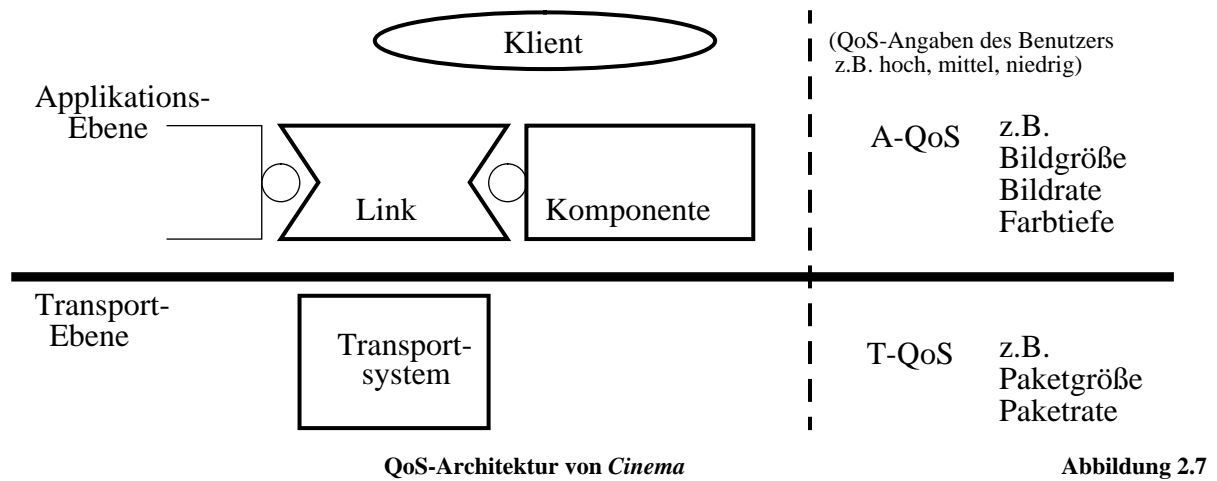 Klient
(QoS-Angaben des Benutzers
z.B. hoch, mittel, niedrig)
Applikations-
Ebene
Link
Komponente
A-QoS
z.B.
Bildgröße
Bildrate
Farbtiefe
Transport-
Ebene
Transport-
system
T-QoS
z.B.
Paketgröße
Paketrate
QoS-Architektur von Cinema
Abbildung 2.7